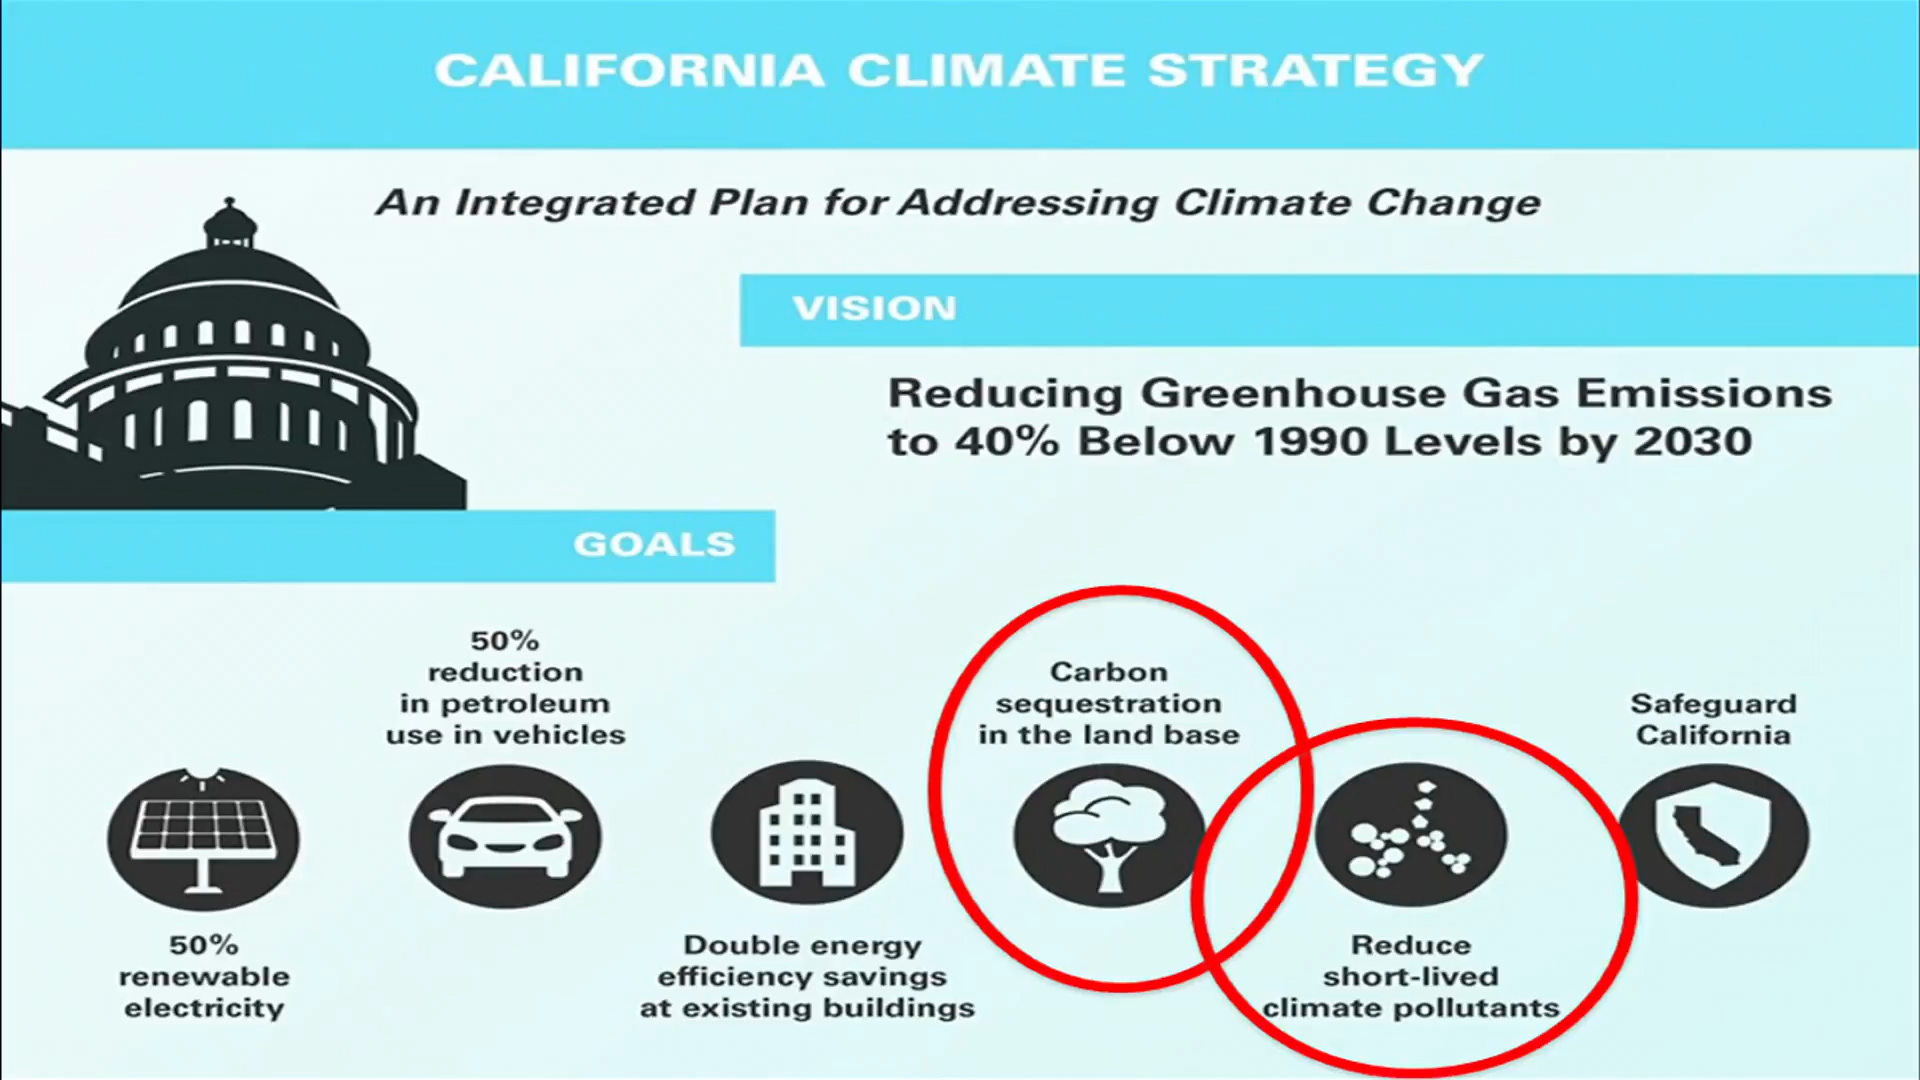 CALIFORNIA CLIMATE STRATEGY
An Integrated Plan for Addressing Climate Change
VISION
Reducing Greenhouse Gas Emissions
to 40% Below 1990 Levels by 2030
GOALS
50%
renewable
electricity
50%
reduction
in petroleum
use in vehicles
Double energy
efficiency savings
at existing buildings
Carbon
sequestration
in the land base
Reduce
short-lived
climate pollutants
Safeguard
California